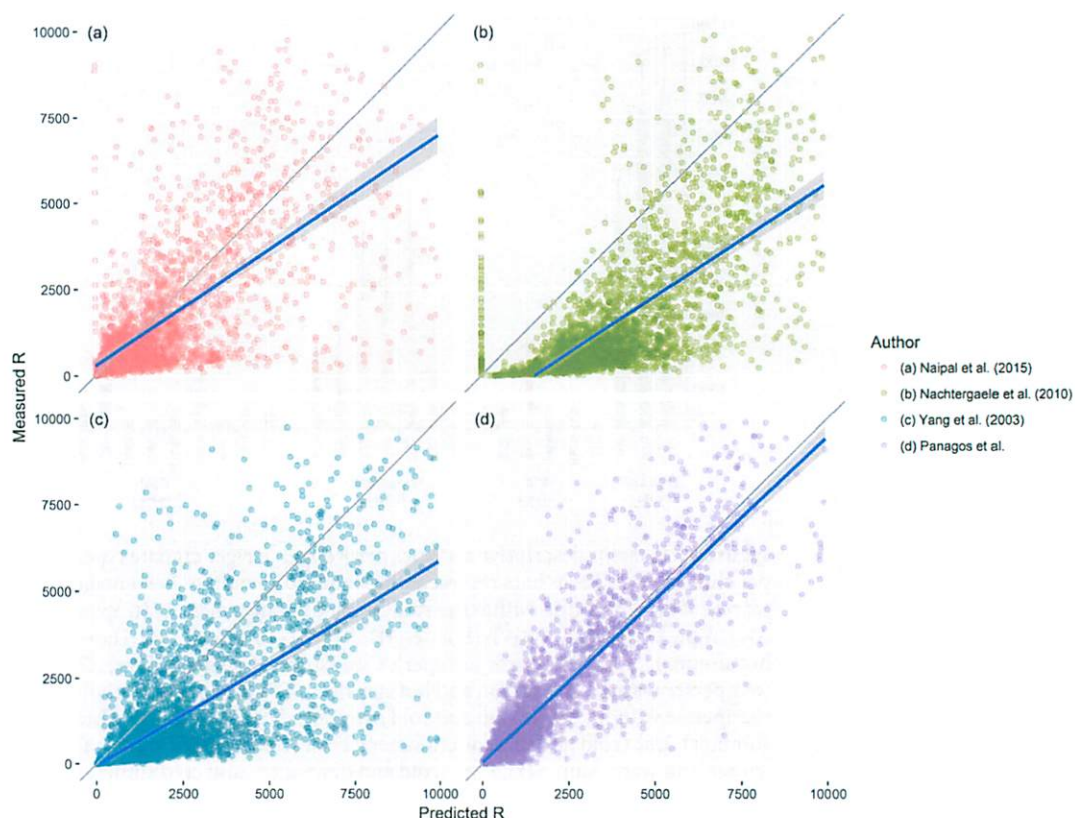 (a)
(b)
10000
7500
5000
2500
0
Measured R
(c)
(d)
10000
7500
5000
2500
0
0
2500
5000
7500
10000
0
2500
5000
7500
10000
Predicted R
Author
(a) Naipal et al. (2015)
(b) Nachtergaele et al. (2010)
(c) Yang et al. (2003)
(d) Panagos et al.